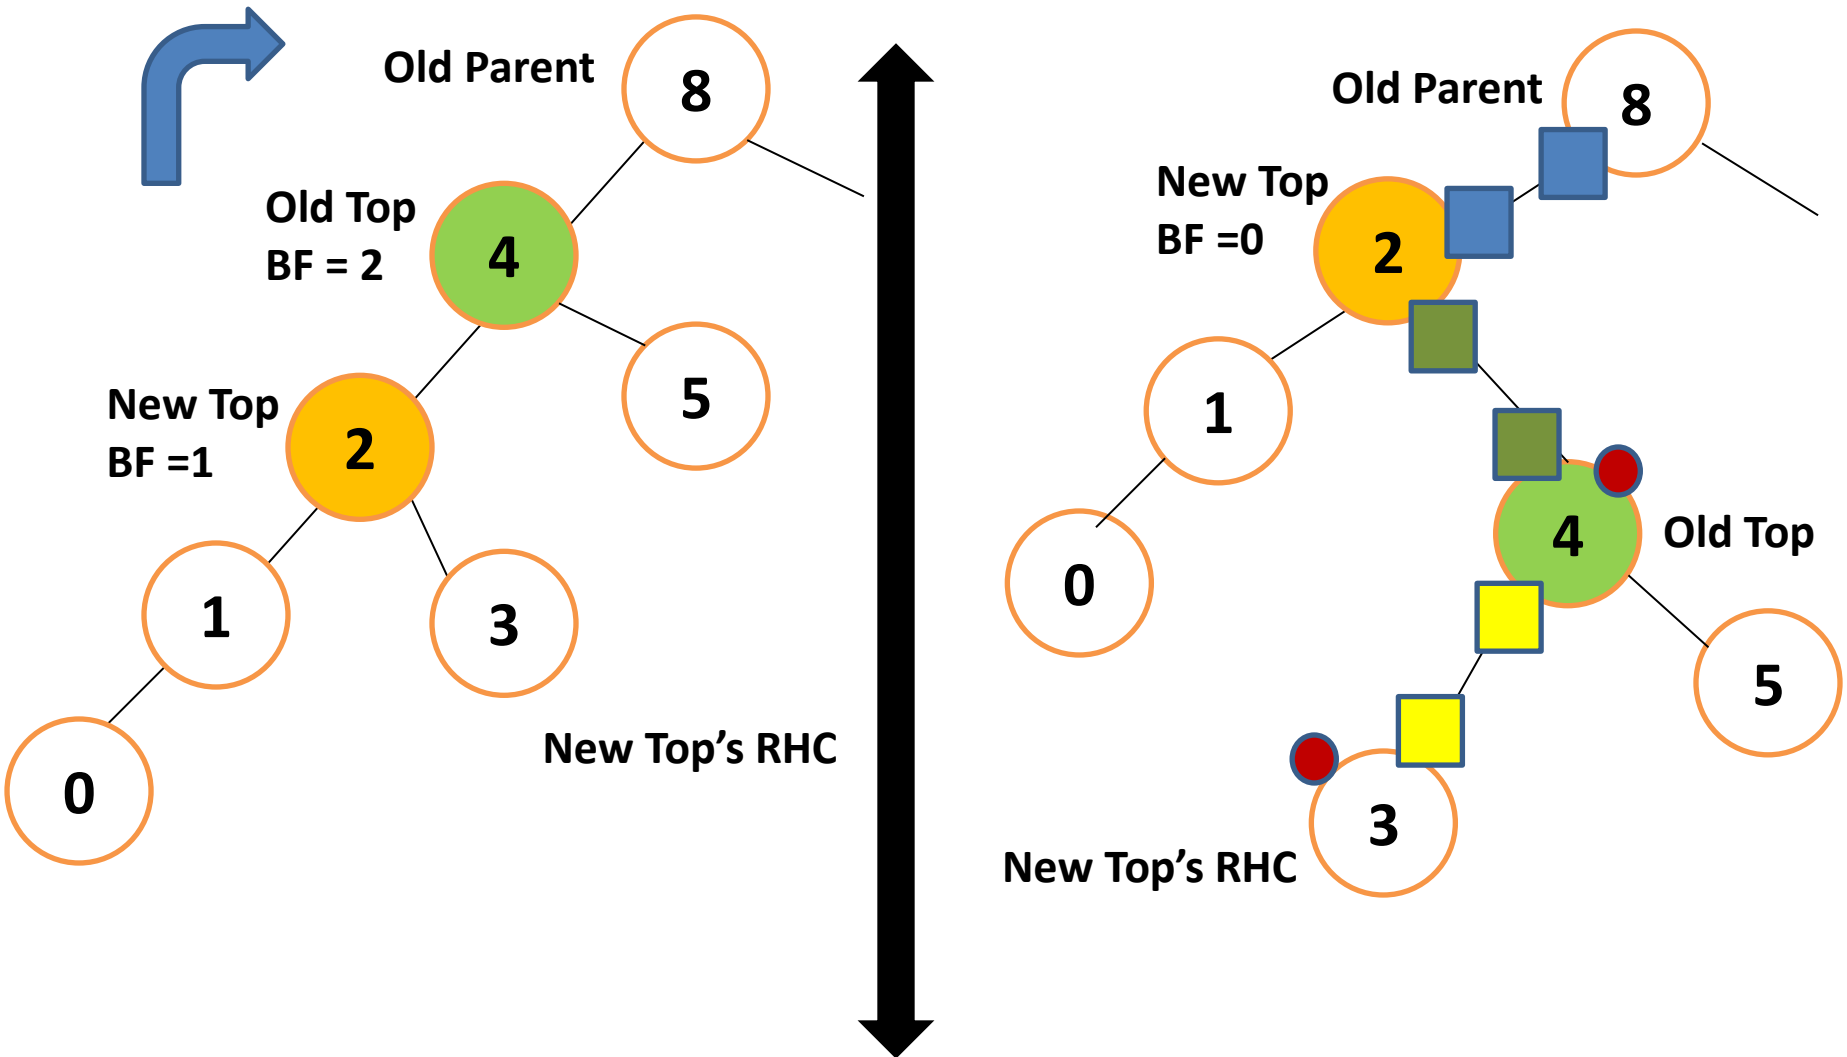 Old Parent
8
Old Top
BF = 2
4
New Top
BF =1
2
5
1
3
0
New Top's RHC
Old Parent
8
New Top
BF =0
2
1
0
4
Old Top
5
3
New Top's RHC